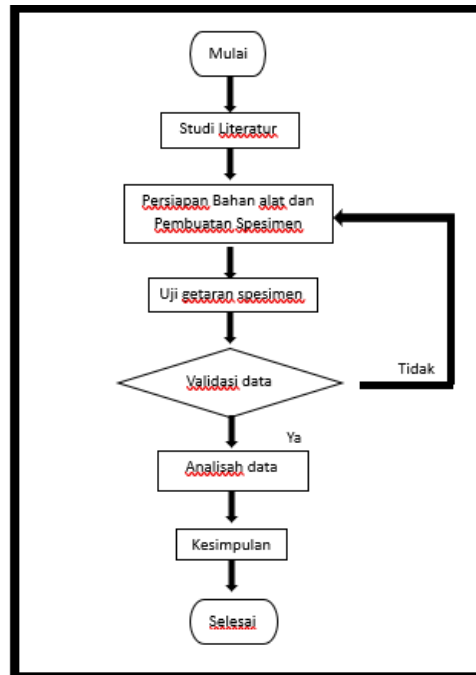 Mulai
Studi Literatur
Persiapan Bahan alat dan
Pembuatan Spesimen
Uji getaran spesimen
Validasi data
Tidak
Ya
Analisah data
Kesimpulan
Selesai